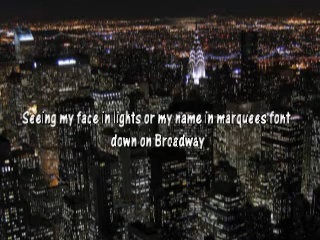 Seeing my face in lights or my name in marquees font
down on Broadway